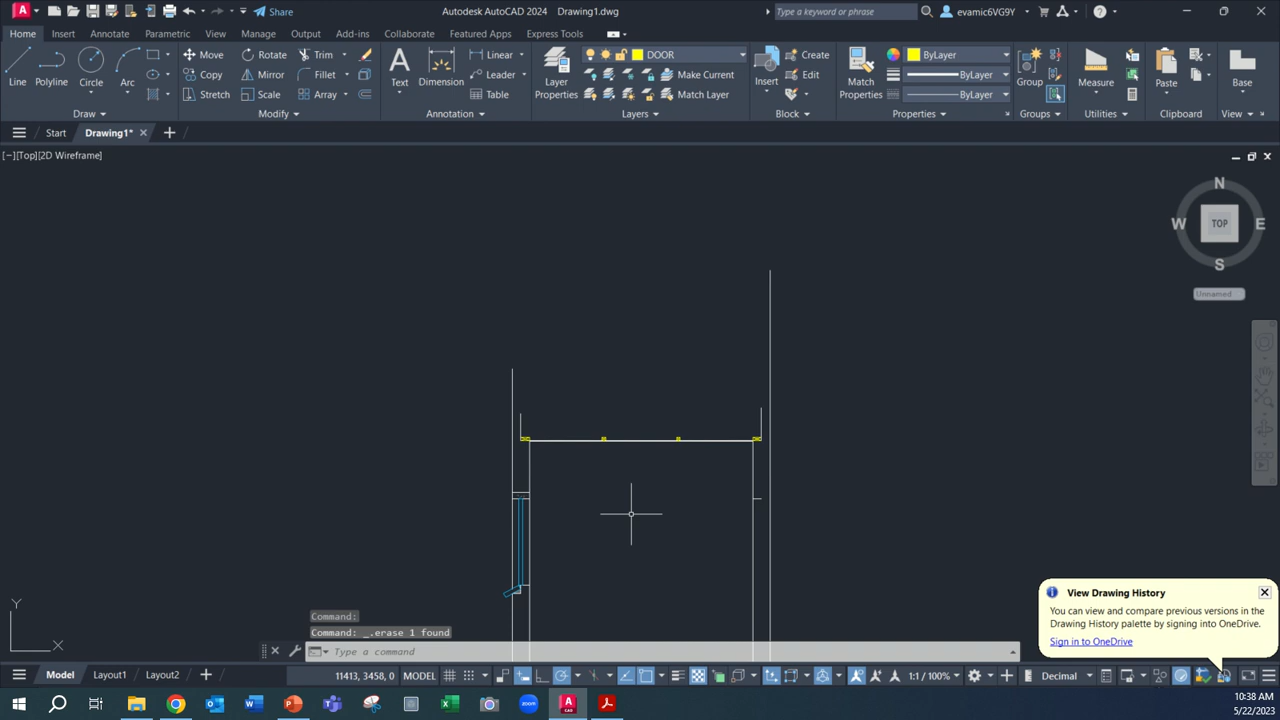 Share
Autodesk AutoCAD 2024 Drawing1.dwg
Type a keyword or phrase
evamic6VG9Y
Home Insert Annotate Parametric View Manage Output Add-ins Collaborate Featured Apps Express Tools
Line Polyline Circle Arc
Move Rotate Trim
Copy Mirror Fillet
Stretch Scale Array
Text Dimension
Linear
Leader
Table
Layer Properties
DOOR
Make Current
Match Layer
Insert
Create
Edit
Match Properties
ByLayer
ByLayer
ByLayer
Group
Measure
Paste
Base
Draw Modify Annotation Layers Block Properties Groups Utilities Clipboard View
Start Drawing1*
[−][Top][2D Wireframe]
N
W TOP E
S
Unnamed
View Drawing History
You can view and compare previous versions in the Drawing History palette by signing into OneDrive.
Sign in to OneDrive
Y
X
Command:
Command: _.erase 1 found
Type a command
Model Layout1 Layout2
11413, 3458, 0 MODEL
1:1 / 100%
Decimal
10:38 AM
5/22/2023